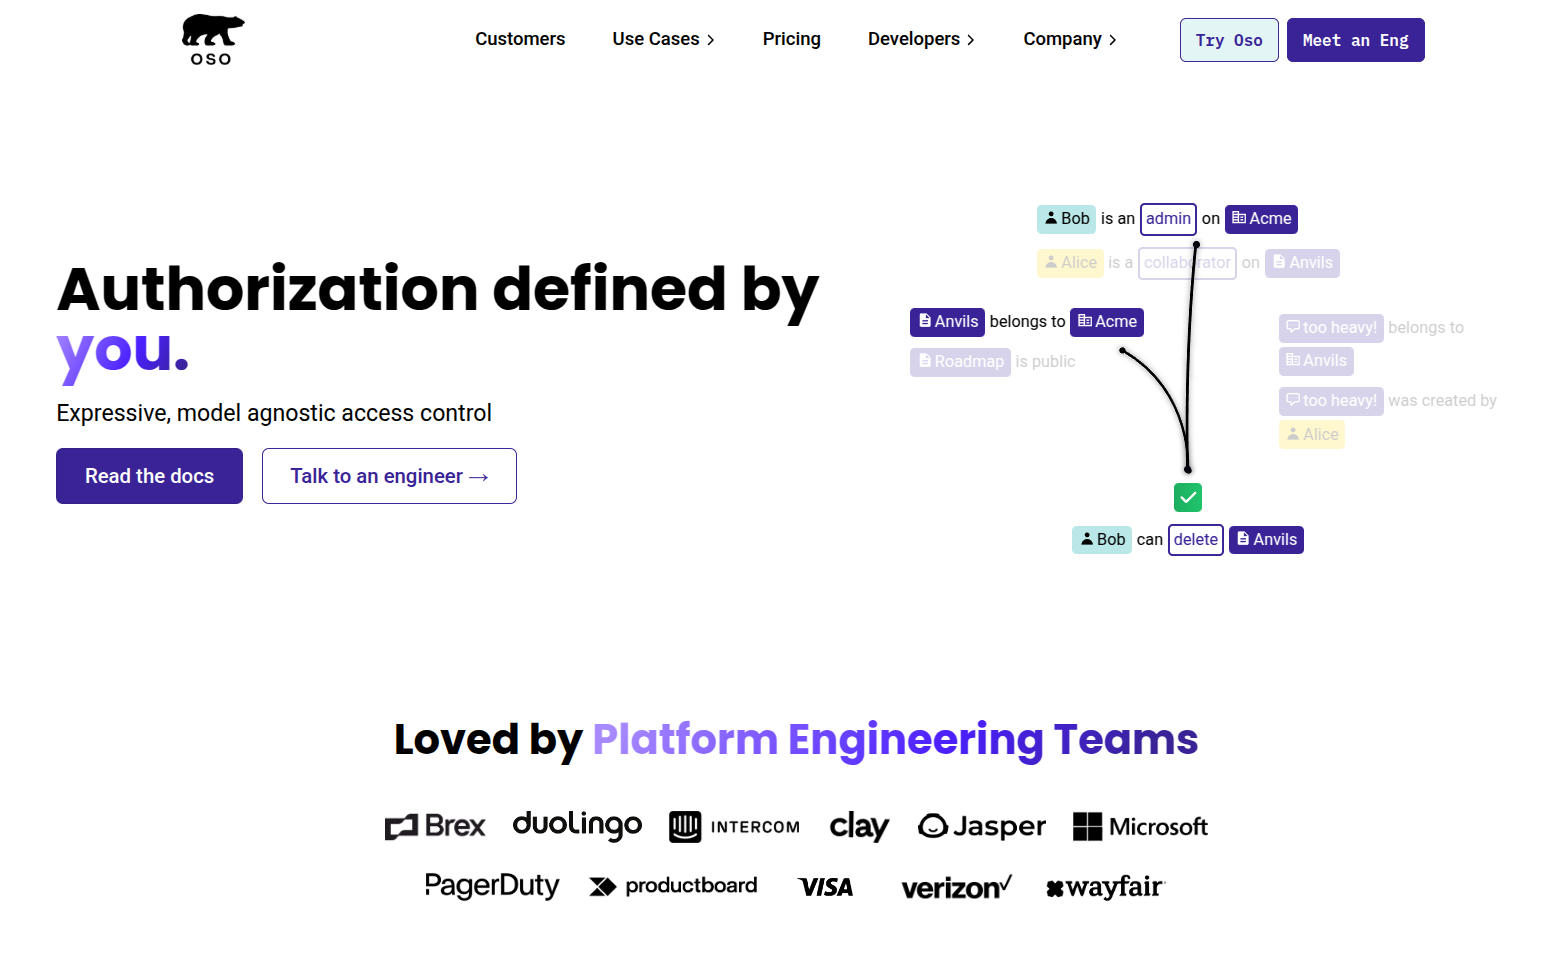 OSO
Customers
Use Cases
Pricing
Developers
Company
Try Oso
Meet an Eng
Authorization defined by
you.
Expressive, model agnostic access control
Read the docs
Talk to an engineer →
Bob is an admin on Acme
Alice is a collaborator on Anvils
Anvils belongs to Acme
Roadmap is public
too heavy! belongs to
Anvils
too heavy! was created by
Alice
Bob can delete Anvils
Loved by Platform Engineering Teams
Brex
duolingo
INTERCOM
clay
Jasper
Microsoft
PagerDuty
productboard
VISA
verizon
wayfair